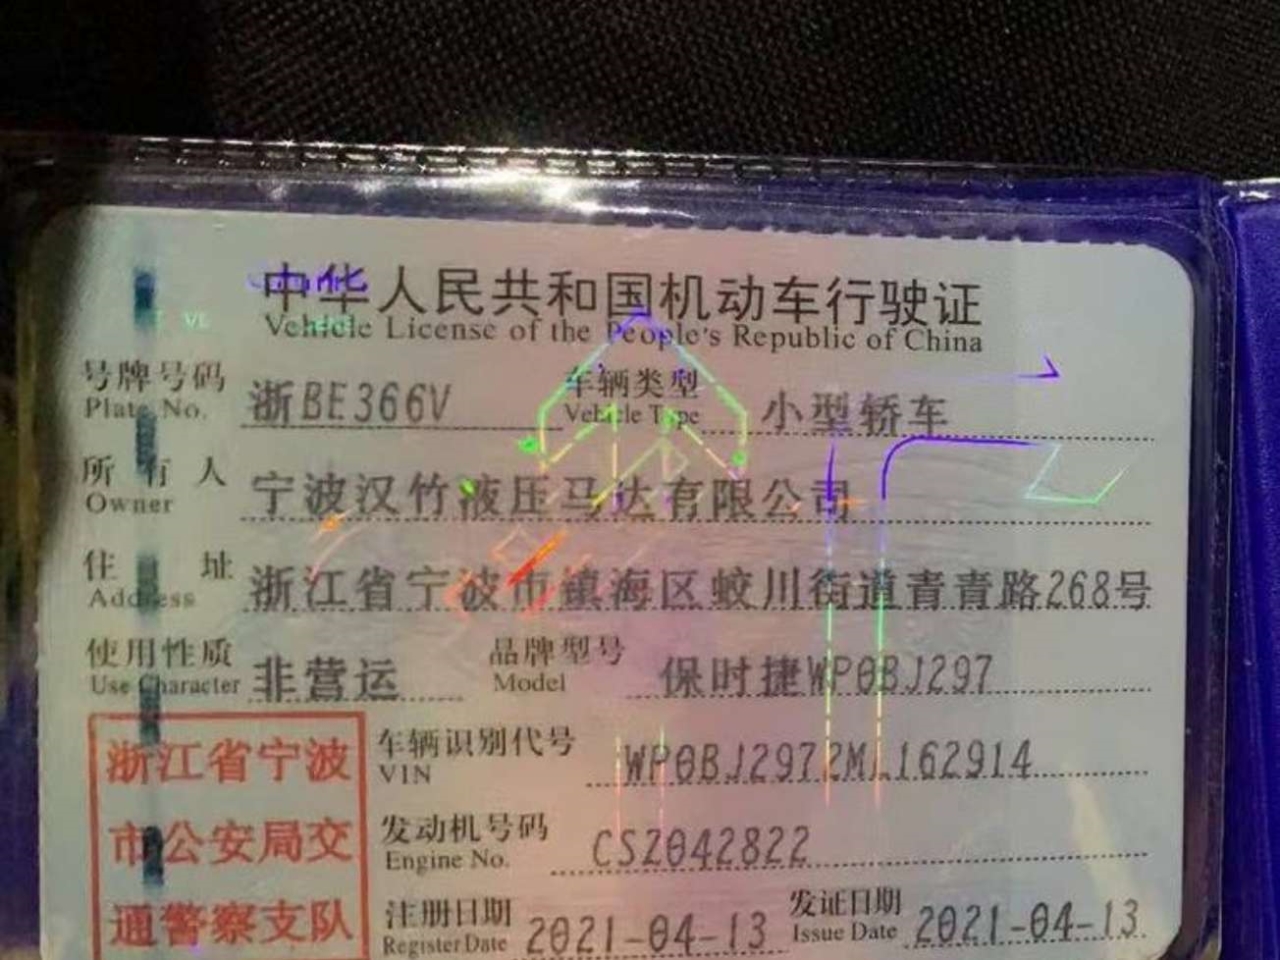 中华人民共和国机动车行驶证
Vehicle License of the People's Republic of China
号牌号码 浙BE366V 车辆类型 小型轿车
Plate No. Vehicle Type
所有人 宁波汉竹液压马达有限公司
Owner
住址 浙江省宁波市镇海区蛟川街道青青路268号
Address
使用性质 非营运 品牌型号 保时捷WP0BJ297
Use Character Model
浙江省宁波 车辆识别代号 WP0BJ2972ML162914
VIN
市公安局交 发动机号码 CSZ042822
Engine No.
通警察支队 注册日期 2021-04-13 发证日期 2021-04-13
Register Date Issue Date